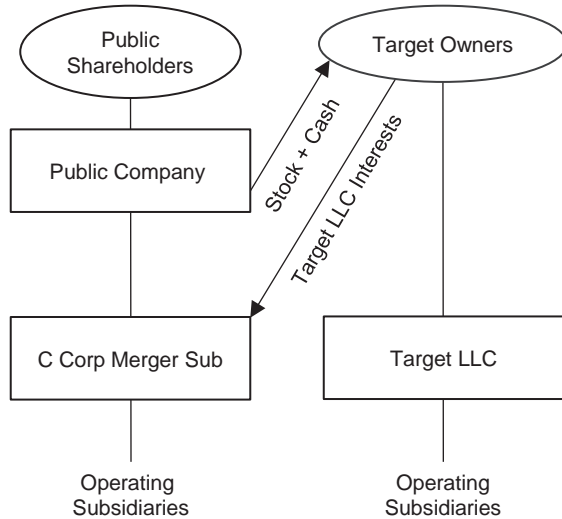 Public
Shareholders
Target Owners
Public Company
Stock + Cash
Target LLC Interests
C Corp Merger Sub
Target LLC
Operating
Subsidiaries
Operating
Subsidiaries